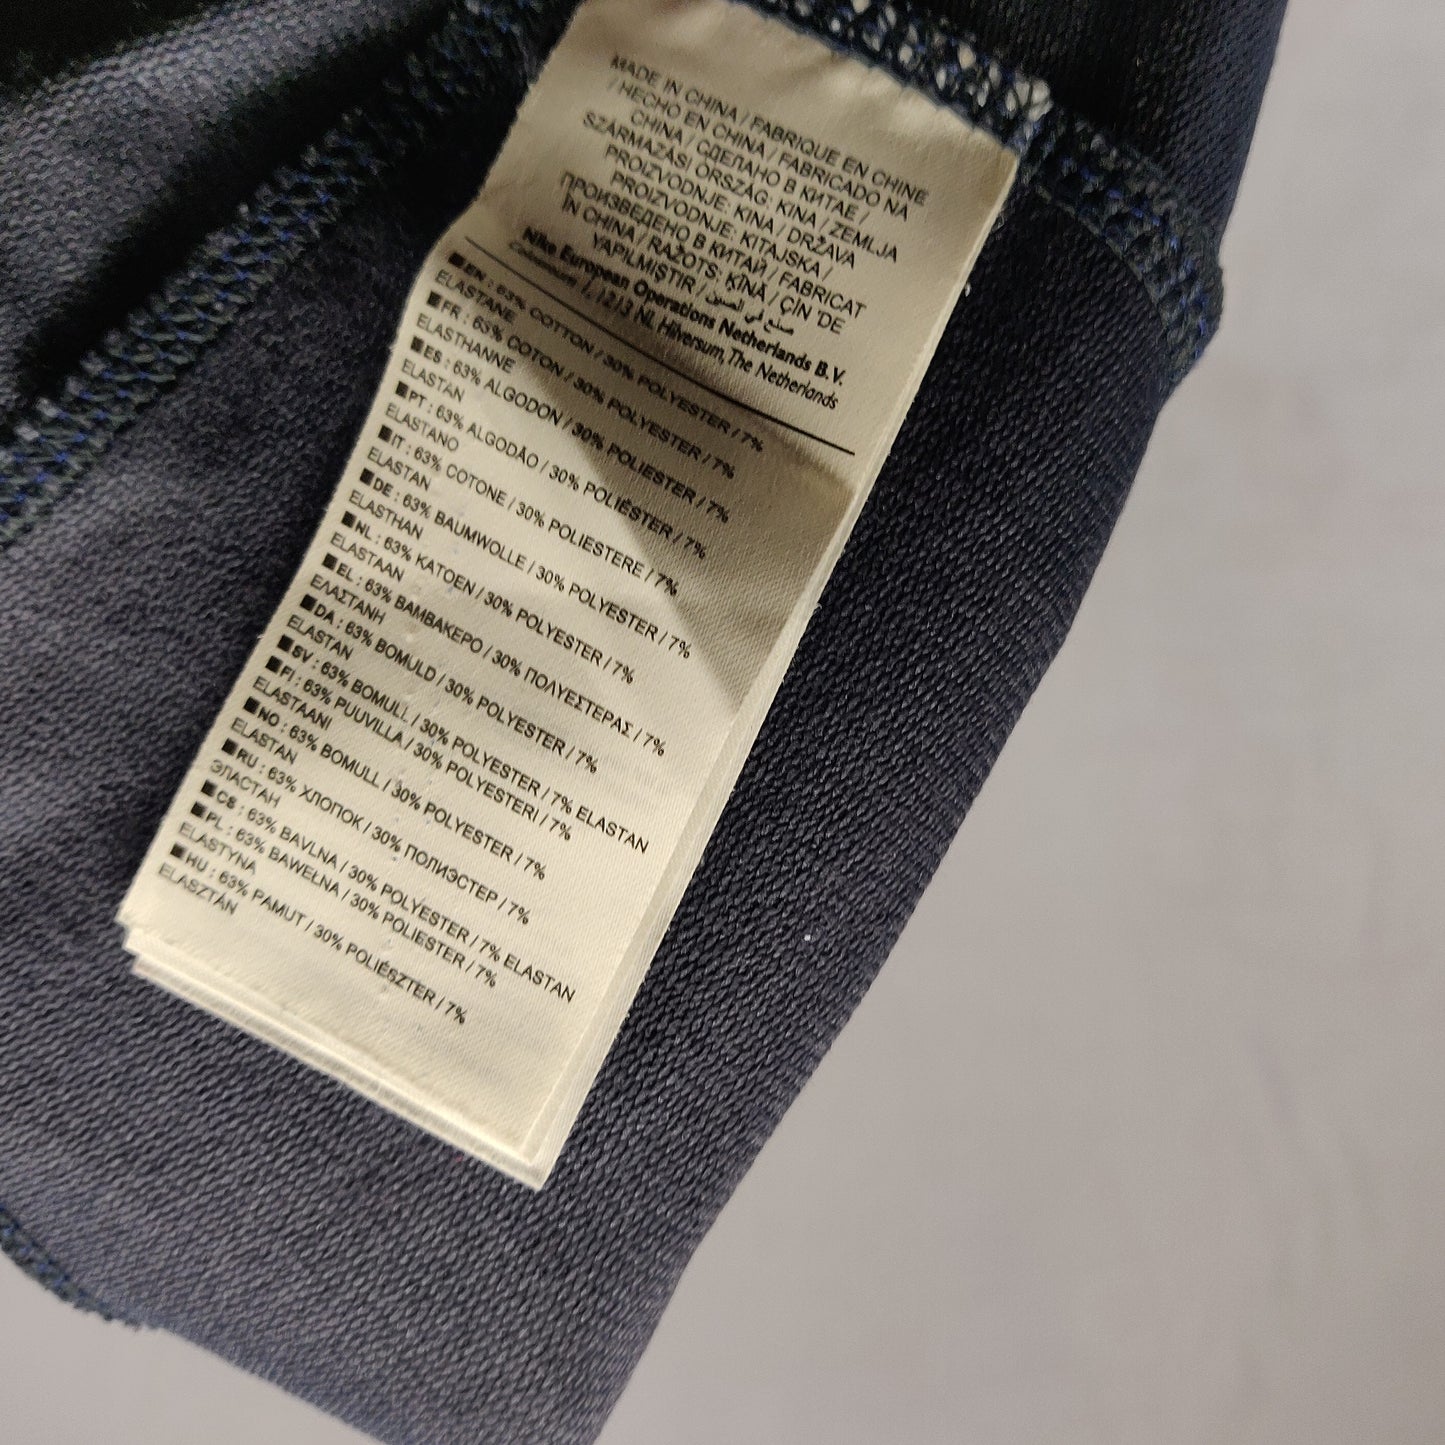 MADE IN CHINA / FABRIQUE EN CHINE
/ HECHO EN CHINA / FABRICADO NA
CHINA / СДЕЛАНО В КИТАЕ /
SZÁRMAZÁSI ORSZÁG: KÍNA / ZEMLJA
PROIZVODNJE: KINA / DRŽAVA
PROIZVODNJE: KITAJSKA /
ПРОИЗВЕДЕНО В КИТАЙ / FABRICAT
ÎN CHINA / RAŽOTS: ĶĪNĀ / ÇİN 'DE
YAPILMIŞTIR / صنع في الصين
Nike European Operations Netherlands B.V.
1, 1213 NL Hilversum, The Netherlands
EN : 63% COTTON / 30% POLYESTER / 7%
ELASTANE
FR : 63% COTON / 30% POLYESTER / 7%
ELASTHANNE
ES : 63% ALGODON / 30% POLIESTER / 7%
ELASTÁN
PT : 63% ALGODÃO / 30% POLIÉSTER / 7%
ELASTANO
IT : 63% COTONE / 30% POLIESTERE / 7%
ELASTAN
DE : 63% BAUMWOLLE / 30% POLYESTER / 7%
ELASTHAN
NL : 63% KATOEN / 30% POLYESTER / 7%
ELASTAAN
EL : 63% ΒΑΜΒΑΚΕΡΟ / 30% ΠΟΛΥΕΣΤΕΡΑΣ / 7%
ΕΛΑΣΤΑΝΗ
DA : 63% BOMULD / 30% POLYESTER / 7%
ELASTAN
SV : 63% BOMULL / 30% POLYESTER / 7% ELASTAN
FI : 63% PUUVILLA / 30% POLYESTERI / 7%
ELASTAANI
NO : 63% BOMULL / 30% POLYESTER / 7%
ELASTAN
RU : 63% ХЛОПОК / 30% ПОЛИЭСТЕР / 7%
ЭЛАСТАН
CS : 63% BAVLNA / 30% POLYESTER / 7% ELASTAN
PL : 63% BAWEŁNA / 30% POLIESTER / 7%
ELASTYNA
HU : 63% PAMUT / 30% POLIÉSZTER / 7%
ELASZTÁN